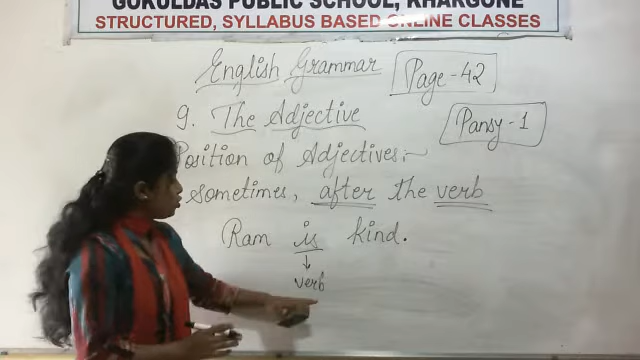 GOKULDAS PUBLIC SCHOOL, KHARGONE
STRUCTURED, SYLLABUS BASED ONLINE CLASSES
English Grammar
Page-42
9. The Adjective
Pansy-1
Position of Adjectives:-
sometimes, after the verb
Ram is kind.
↓
verb